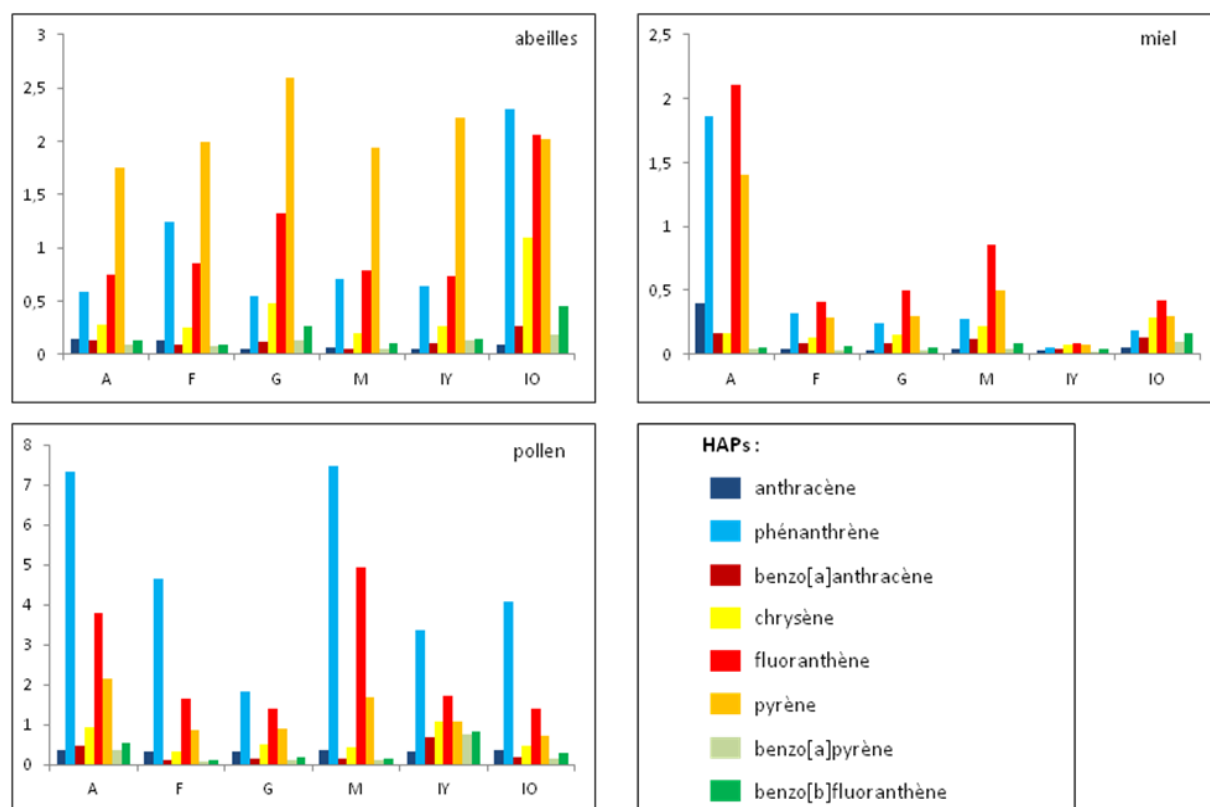 abeilles
3
2,5
2
1,5
1
0,5
0
A F G M IY IO
miel
2,5
2
1,5
1
0,5
0
A F G M IY IO
pollen
8
7
6
5
4
3
2
1
0
A F G M IY IO
HAPs :
anthracène
phénanthrène
benzo[a]anthracène
chrysène
fluoranthène
pyrène
benzo[a]pyrène
benzo[b]fluoranthène